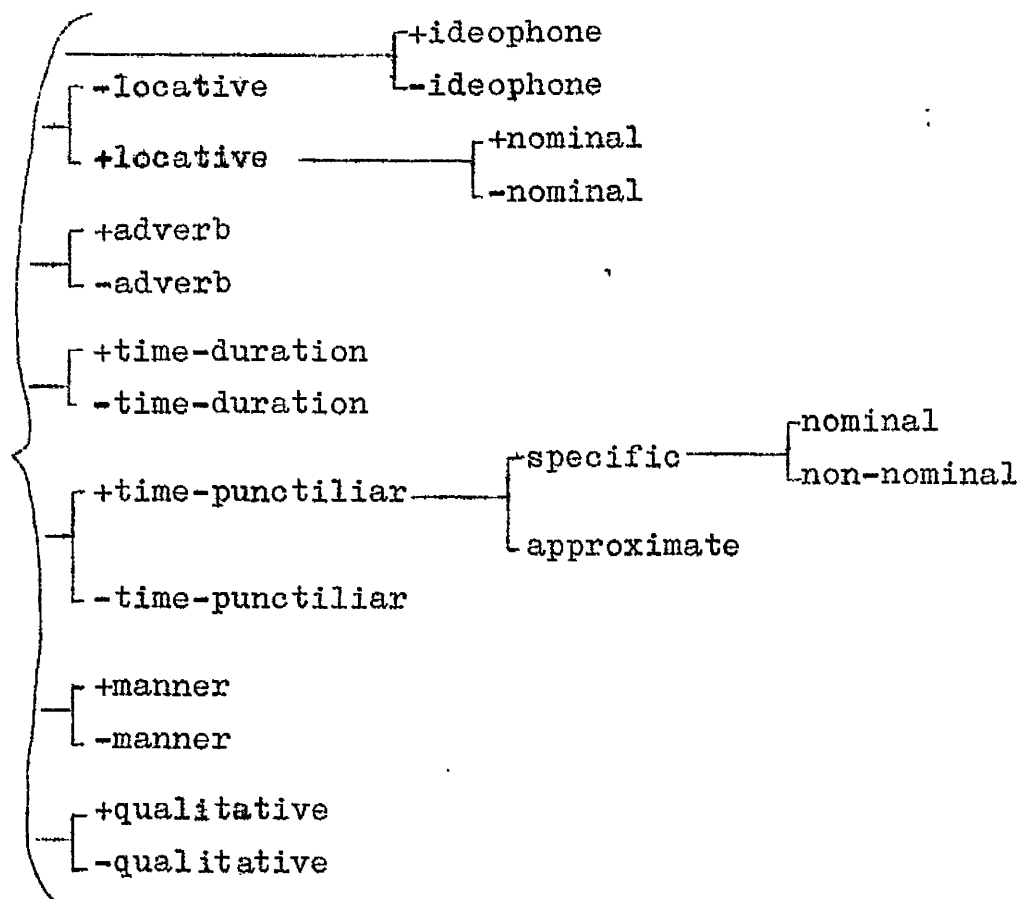 +ideophone
-ideophone
-locative
+locative
+nominal
-nominal
+adverb
-adverb
+time-duration
-time-duration
+time-punctiliar
-time-punctiliar
specific
approximate
nominal
non-nominal
+manner
-manner
+qualitative
-qualitative